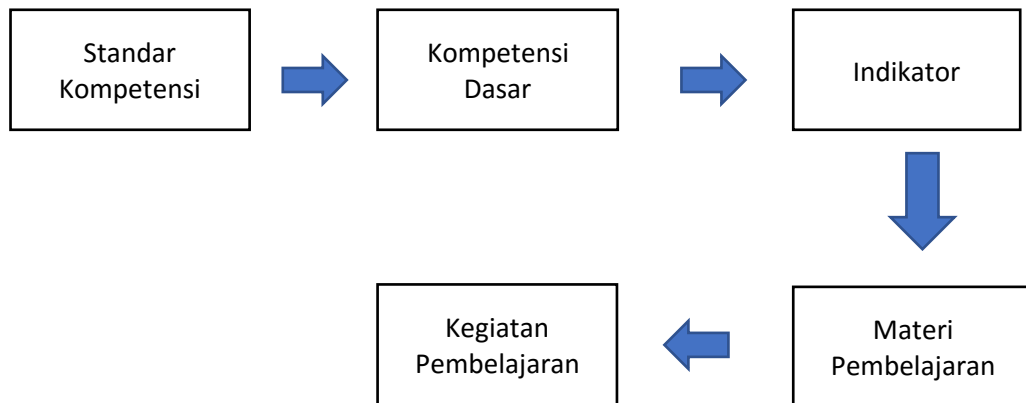 Standar
Kompetensi
Kompetensi
Dasar
Indikator
Materi
Pembelajaran
Kegiatan
Pembelajaran